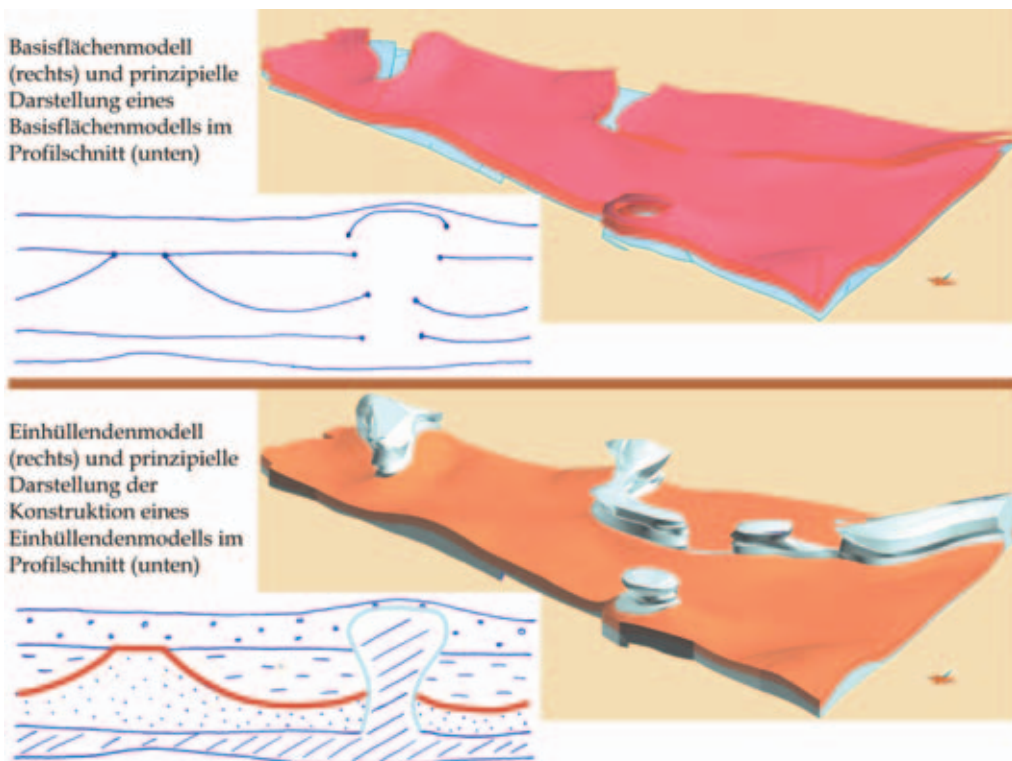 Basisflächenmodell
(rechts) und prinzipielle
Darstellung eines
Basisflächenmodells im
Profilschnitt (unten)
Einhüllendenmodell
(rechts) und prinzipielle
Darstellung der
Konstruktion eines
Einhüllendenmodells im
Profilschnitt (unten)